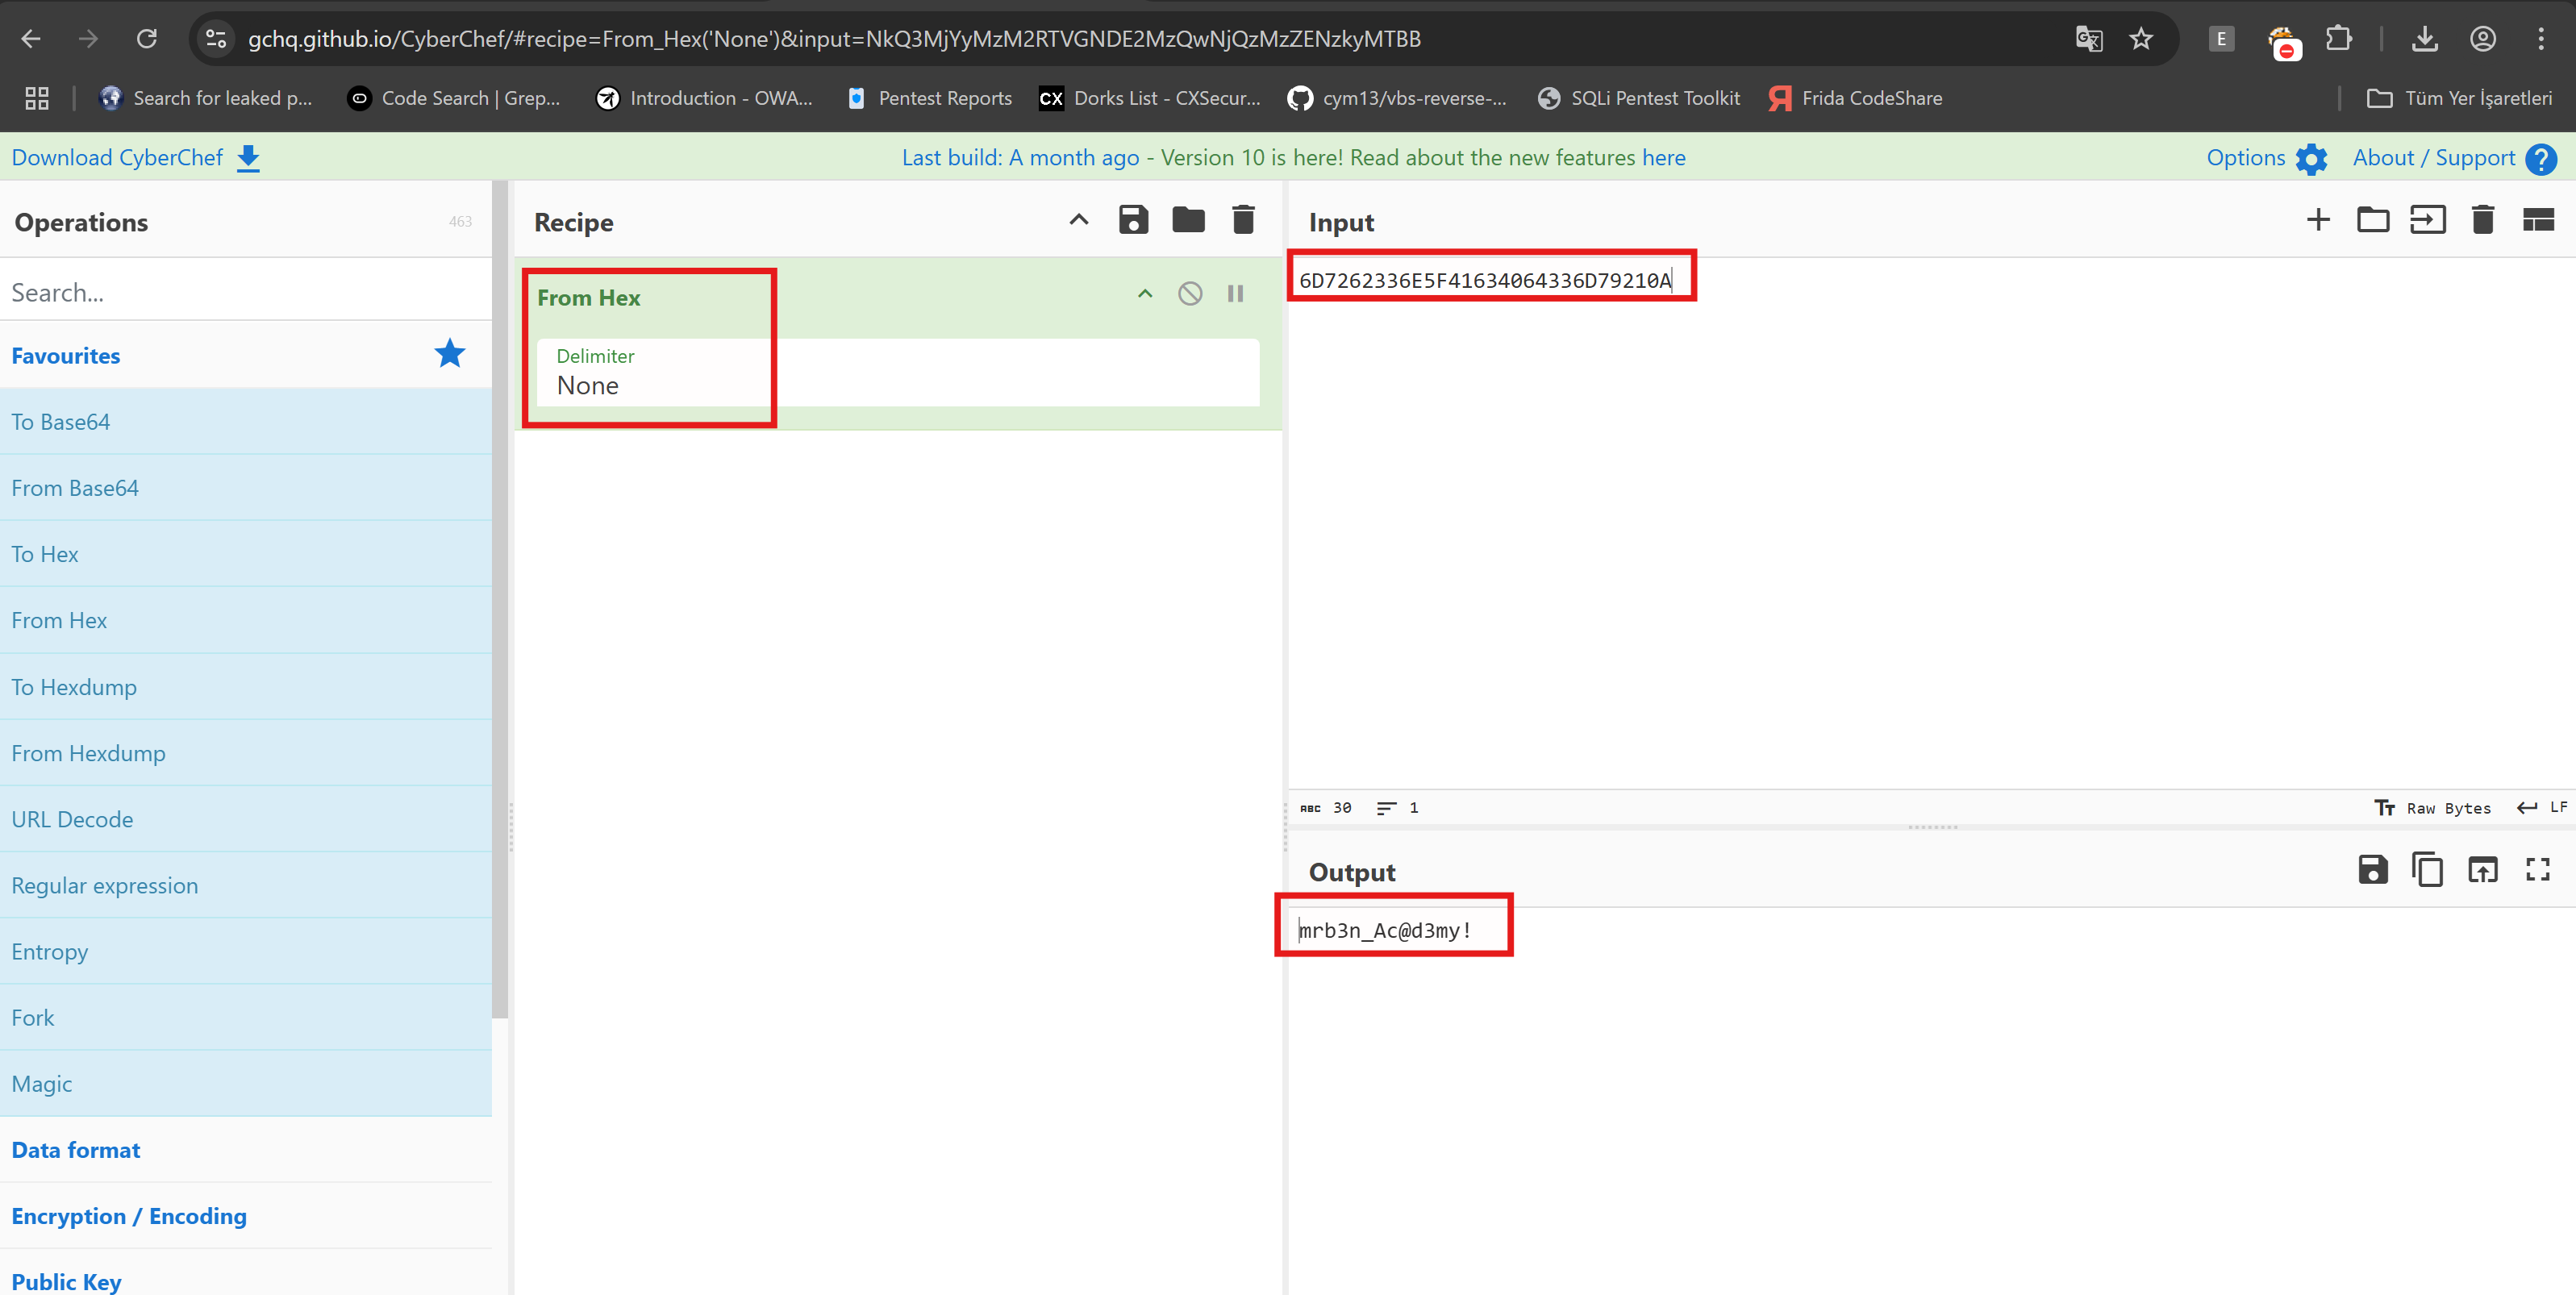 gchq.github.io/CyberChef/#recipe=From_Hex('None')&input=NkQ3MjYyMzM2RTVGNDE2MzQwNjQzMzZENzkyMTBB
E
Search for leaked p...
Code Search | Grep...
Introduction - OWA...
Pentest Reports
CX Dorks List - CXSecur...
cym13/vbs-reverse-...
SQLi Pentest Toolkit
Frida CodeShare
Tüm Yer İşaretleri
Download CyberChef
Last build: A month ago - Version 10 is here! Read about the new features here
Options
About / Support
Operations
463
Search...
Favourites
To Base64
From Base64
To Hex
From Hex
To Hexdump
From Hexdump
URL Decode
Regular expression
Entropy
Fork
Magic
Data format
Encryption / Encoding
Public Key
Recipe
From Hex
Delimiter
None
Input
6D7262336E5F41634064336D79210A
ABC 30
1
Tт Raw Bytes
LF
Output
mrb3n_Ac@d3my!